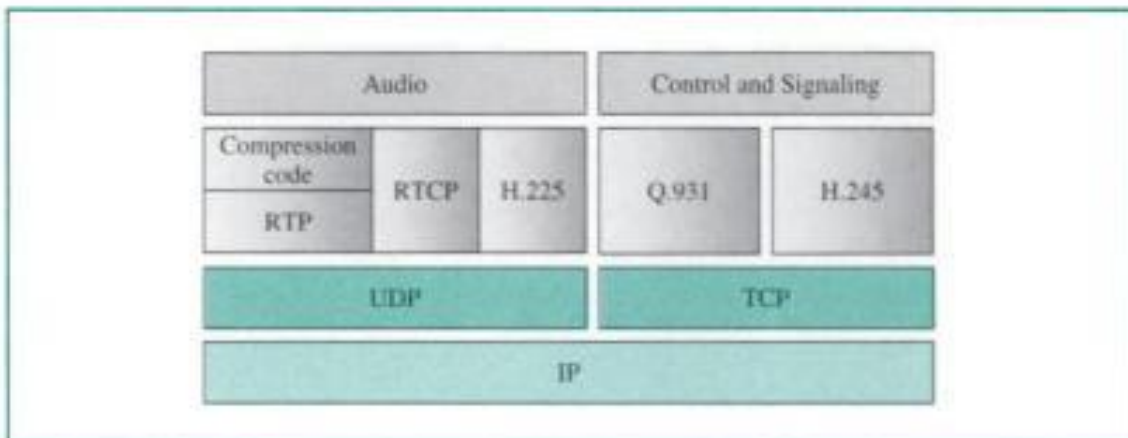 Audio
Control and Signaling
Compression
code
RTP
RTCP
H.225
Q.931
H.245
UDP
TCP
IP